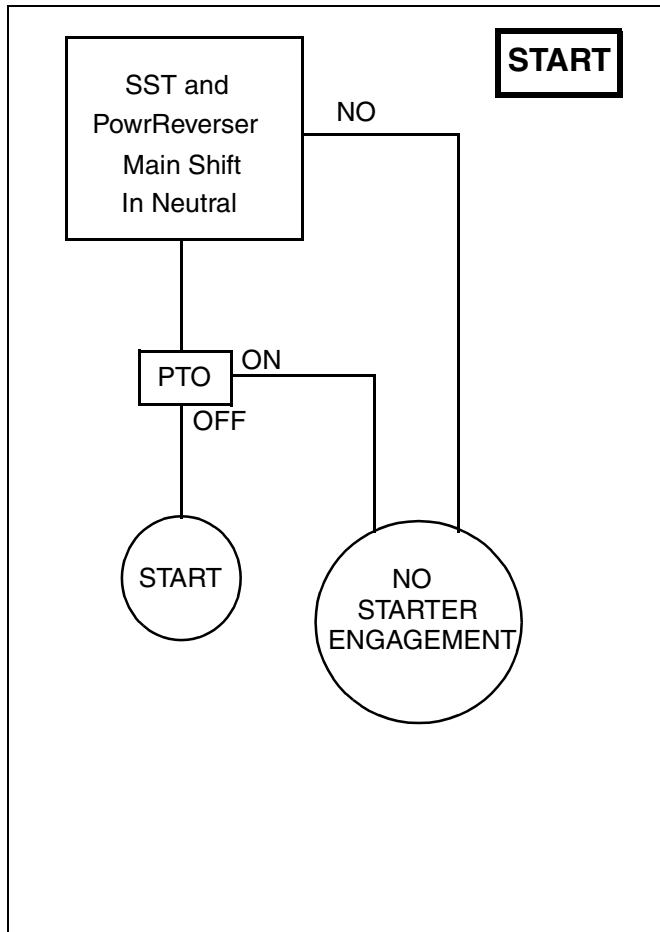 START
SST and
PowrReverser
Main Shift
In Neutral
NO
PTO
ON
OFF
START
NO
STARTER
ENGAGEMENT